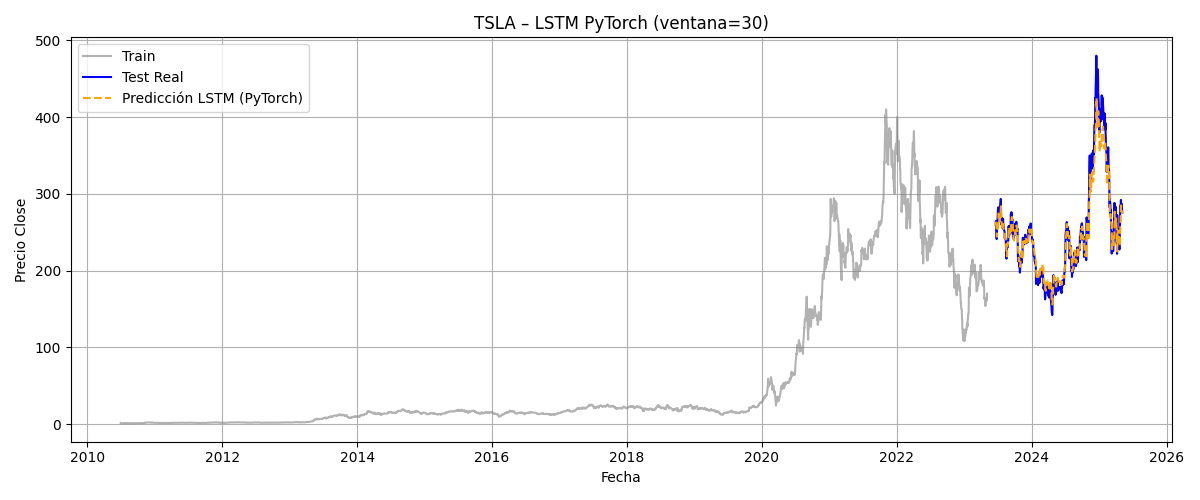 TSLA – LSTM PyTorch (ventana=30)
Train
Test Real
Predicción LSTM (PyTorch)
Precio Close
500
400
300
200
100
0
2010
2012
2014
2016
2018
2020
2022
2024
2026
Fecha